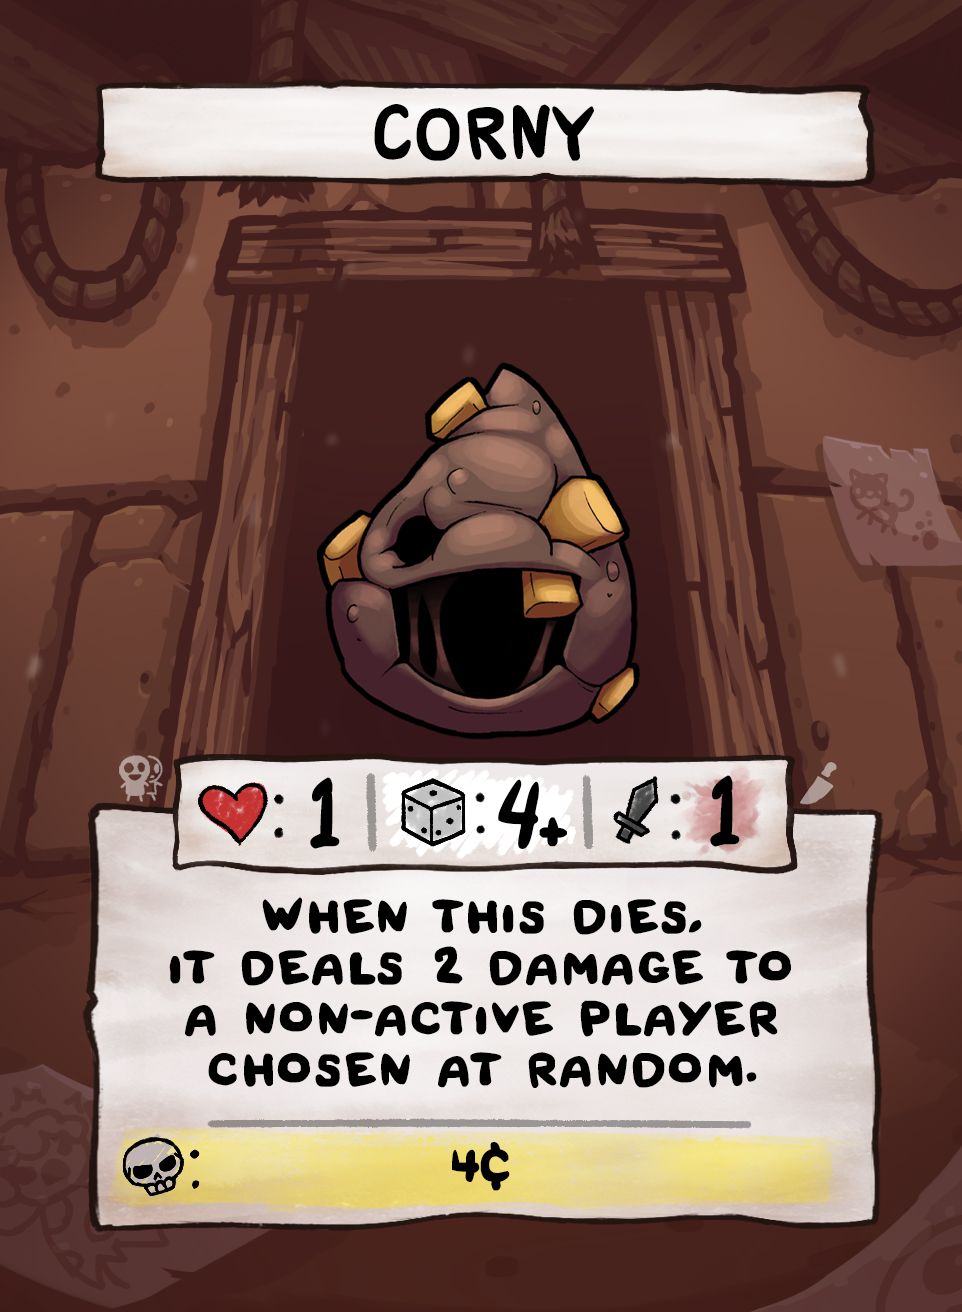 CORNY
: 1 | : 4+ | : 1
WHEN THIS DIES,
IT DEALS 2 DAMAGE TO
A NON-ACTIVE PLAYER
CHOSEN AT RANDOM.
: 4¢